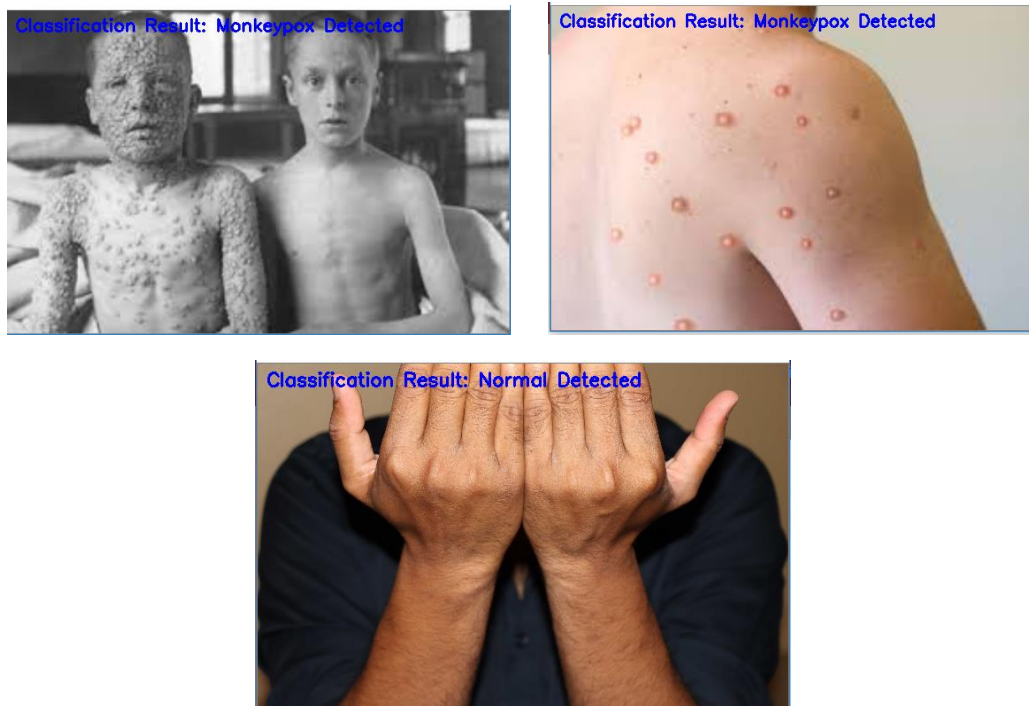 Classification Result: Monkeypox Detected
Classification Result: Monkeypox Detected
Classification Result: Normal Detected